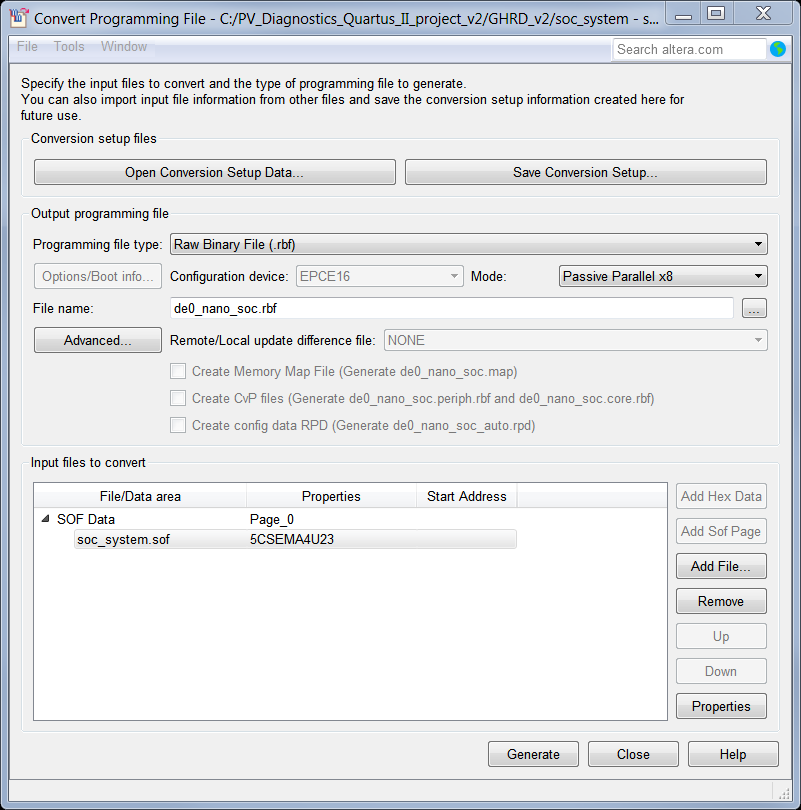 Convert Programming File - C:/PV_Diagnostics_Quartus_II_project_v2/GHRD_v2/soc_system - s...
File Tools Window
Search altera.com
Specify the input files to convert and the type of programming file to generate.
You can also import input file information from other files and save the conversion setup information created here for
future use.
Conversion setup files
Open Conversion Setup Data... Save Conversion Setup...
Output programming file
Programming file type: Raw Binary File (.rbf)
Options/Boot info... Configuration device: EPCE16 Mode: Passive Parallel x8
File name: de0_nano_soc.rbf ...
Advanced... Remote/Local update difference file: NONE
Create Memory Map File (Generate de0_nano_soc.map)
Create CvP files (Generate de0_nano_soc.periph.rbf and de0_nano_soc.core.rbf)
Create config data RPD (Generate de0_nano_soc_auto.rpd)
Input files to convert
File/Data area Properties Start Address
SOF Data Page_0
soc_system.sof 5CSEMA4U23
Add Hex Data
Add Sof Page
Add File...
Remove
Up
Down
Properties
Generate Close Help